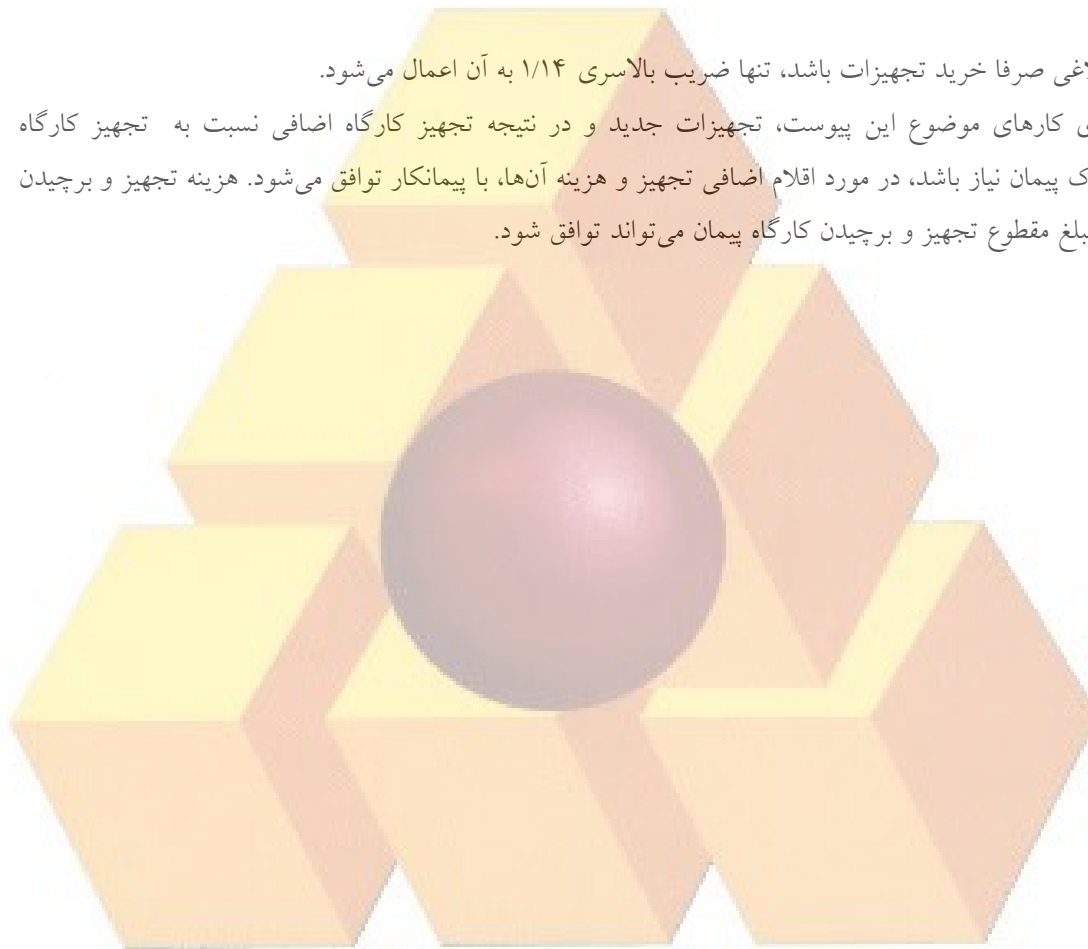 صرفا خرید تجهیزات باشد، تنها ضریب بالاسری ۱/۱۴ به آن اعمال می‌شود.
کارهای موضوع این پیوست، تجهیزات جدید و در نتیجه تجهیز کارگاه اضافی نسبت به تجهیز کارگاه
پیمان نیاز باشد، در مورد اقلام اضافی تجهیز و هزینه آن‌ها، با پیمانکار توافق می‌شود. هزینه تجهیز و برچیدن
مقطوع تجهیز و برچیدن کارگاه پیمان می‌تواند توافق شود.